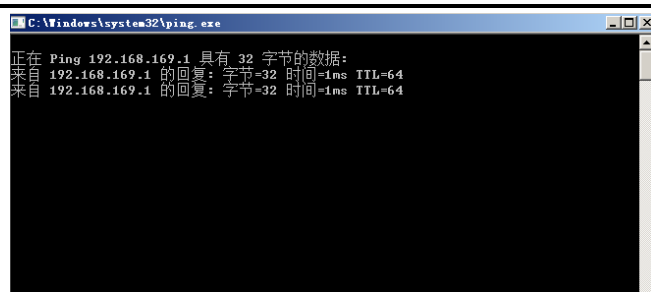 C:\Windows\system32\ping.exe
正在 Ping 192.168.169.1 具有 32 字节的数据:
来自 192.168.169.1 的回复: 字节=32 时间=1ms TTL=64
来自 192.168.169.1 的回复: 字节=32 时间=1ms TTL=64